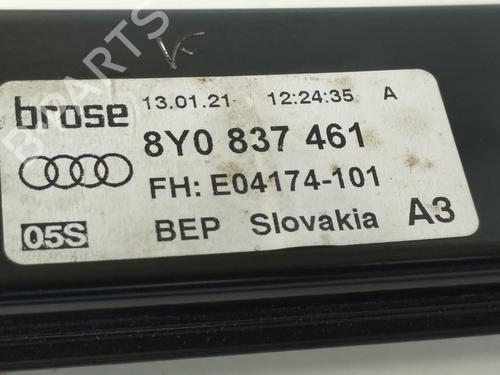 brose 13.01.21 12:24:35 A
8Y0 837 461
FH: E04174-101
05S BEP Slovakia A3